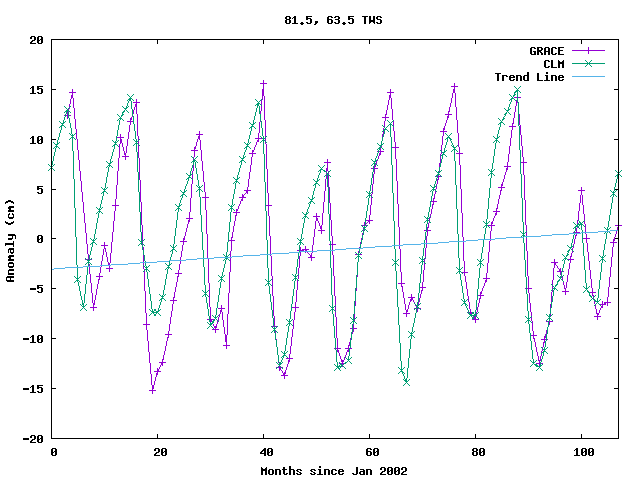 81.5, 63.5 TWS
GRACE
CLM
Trend Line
20
15
10
5
0
-5
-10
-15
-20
Anomaly (cm)
0 20 40 60 80 100
Months since Jan 2002